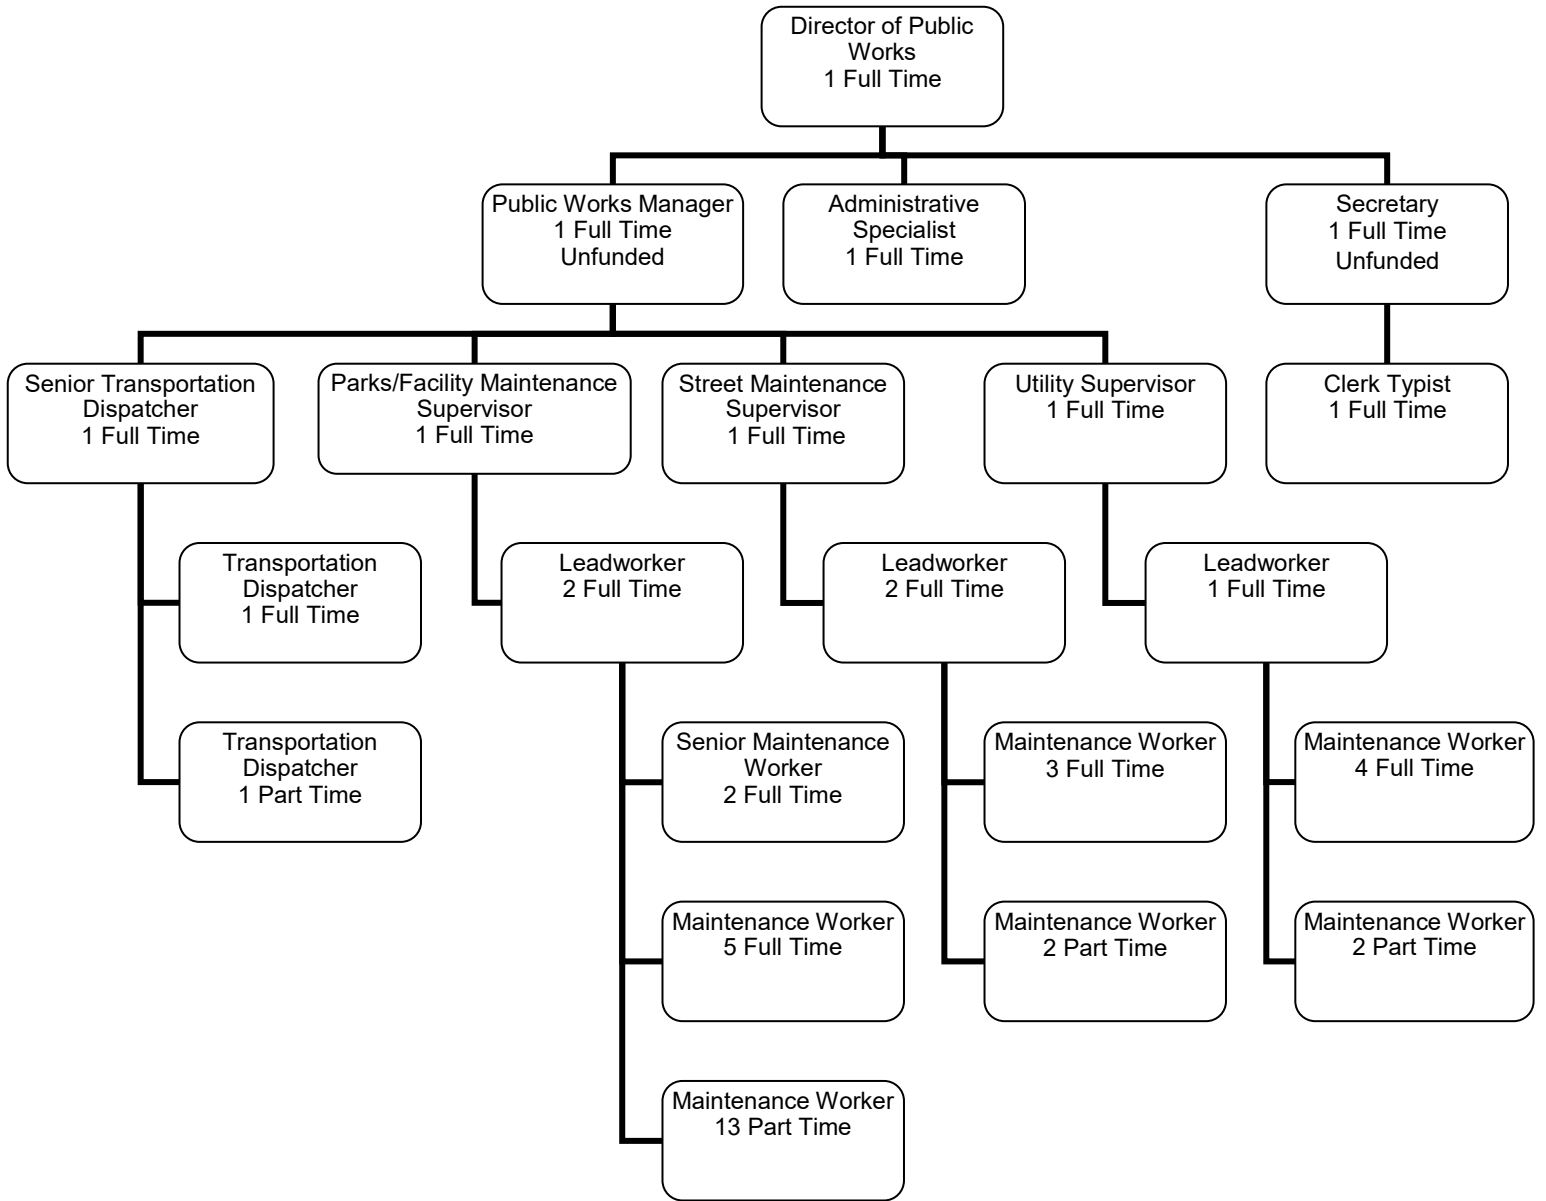 Director of Public
Works
1 Full Time
Public Works Manager
1 Full Time
Unfunded
Administrative
Specialist
1 Full Time
Secretary
1 Full Time
Unfunded
Senior Transportation
Dispatcher
1 Full Time
Parks/Facility Maintenance
Supervisor
1 Full Time
Street Maintenance
Supervisor
1 Full Time
Utility Supervisor
1 Full Time
Clerk Typist
1 Full Time
Transportation
Dispatcher
1 Full Time
Leadworker
2 Full Time
Leadworker
2 Full Time
Leadworker
1 Full Time
Transportation
Dispatcher
1 Part Time
Senior Maintenance
Worker
2 Full Time
Maintenance Worker
3 Full Time
Maintenance Worker
4 Full Time
Maintenance Worker
5 Full Time
Maintenance Worker
2 Part Time
Maintenance Worker
2 Part Time
Maintenance Worker
13 Part Time